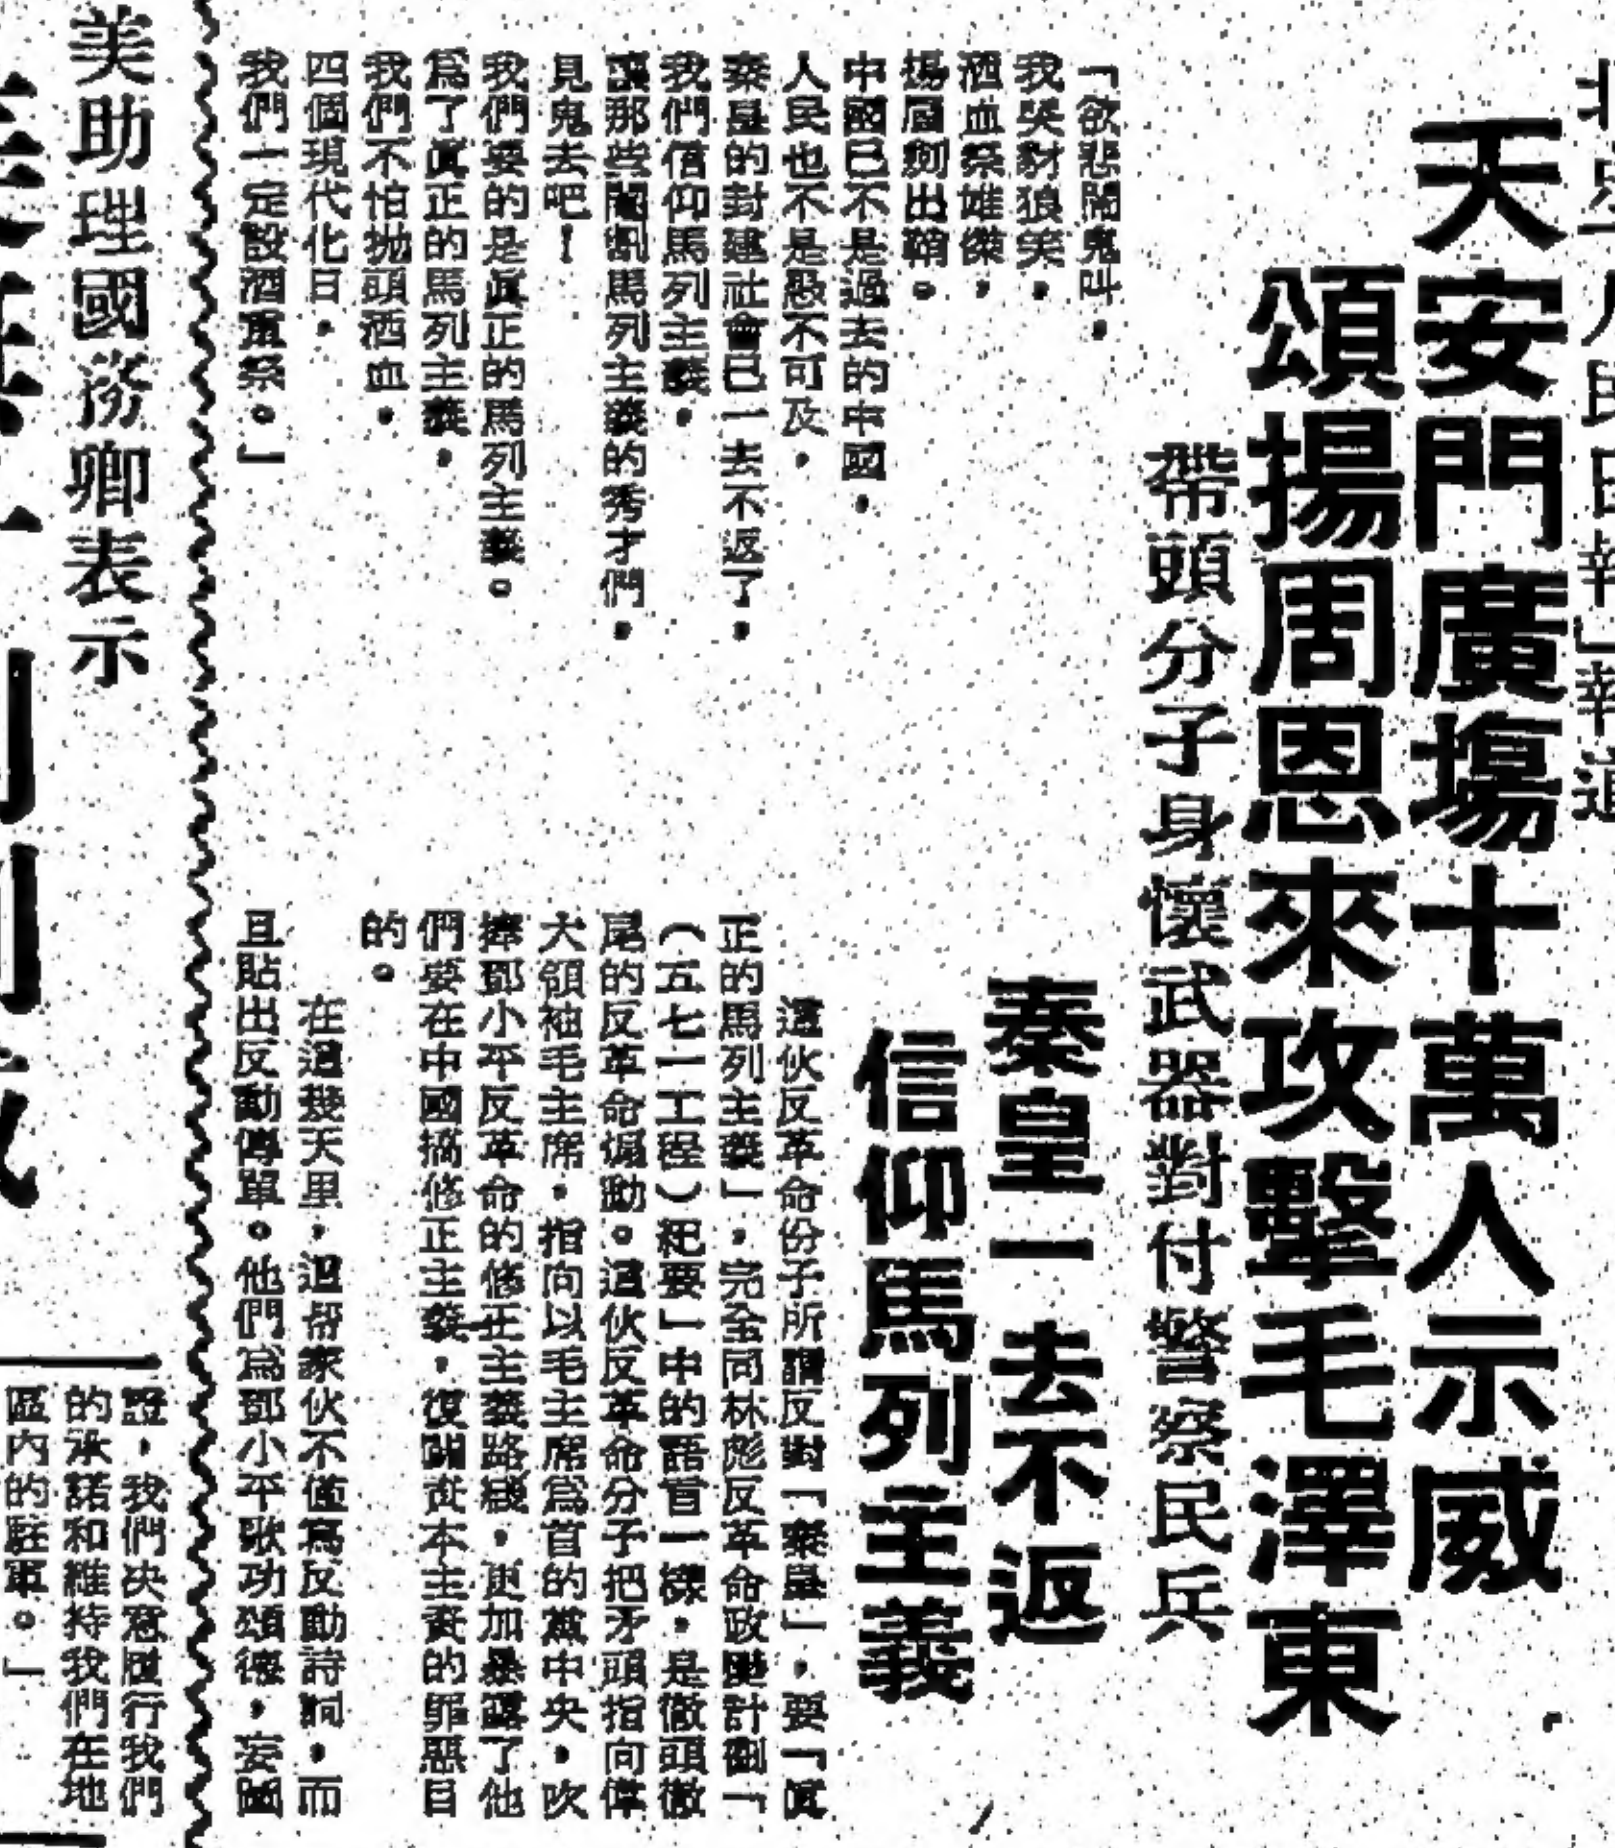 北京「人民日報」報道
天安門廣場十萬人示威
頌揚周恩來攻擊毛澤東
帶頭分子身懷武器對付警察民兵
秦皇一去不返
信仰馬列主義
「欲悲鬧鬼叫，
我哭豺狼笑，
洒血祭雄傑，
揚眉劍出鞘。
中國已不是過去的中國，
人民也不是愚不可及，
秦皇的封建社會已一去不返了，
我們信仰馬列主義，
讓那些閹割馬列主義的秀才們，
見鬼去吧！
我們要的是眞正的馬列主義。
爲了眞正的馬列主義，
我們不怕拋頭洒血，
四個現代化日，
我們一定設酒重祭。」
這伙反革命份子所謂反對「秦皇」，要「眞
正的馬列主義」，完全同林彪反革命政變計劃「
（五七一工程）紀要」中的語言一樣，是徹頭徹
尾的反革命煽動。這伙反革命分子把矛頭指向偉
大領袖毛主席，指向以毛主席爲首的黨中央，吹
捧鄧小平反革命的修正主義路綫，更加暴露了他
們要在中國搞修正主義，復闢資本主義的罪惡目
的。
在這幾天里，這帮家伙不僅寫反動詩詞，而
且貼出反動傳單。他們爲鄧小平歌功頌德，妄圖
美助理國務卿表示
證，我們決意履行我們
的承諾和維持我們在地
區內的駐軍。」